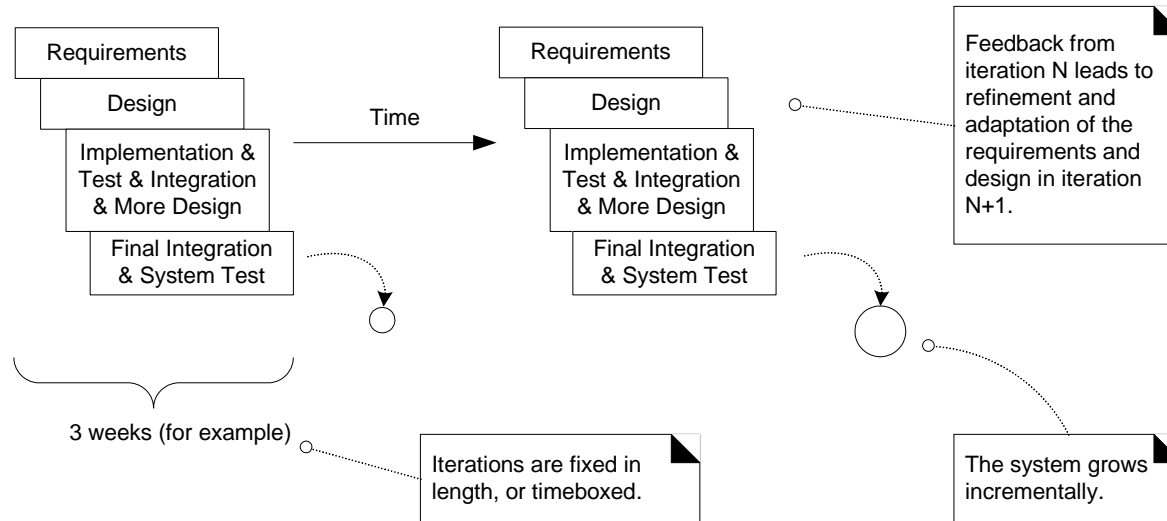 Requirements
Design
Implementation &
Test & Integration
& More Design
Final Integration
& System Test
Time
Requirements
Design
Implementation &
Test & Integration
& More Design
Final Integration
& System Test
Feedback from
iteration N leads to
refinement and
adaptation of the
requirements and
design in iteration
N+1.
3 weeks (for example)
Iterations are fixed in
length, or timeboxed.
The system grows
incrementally.